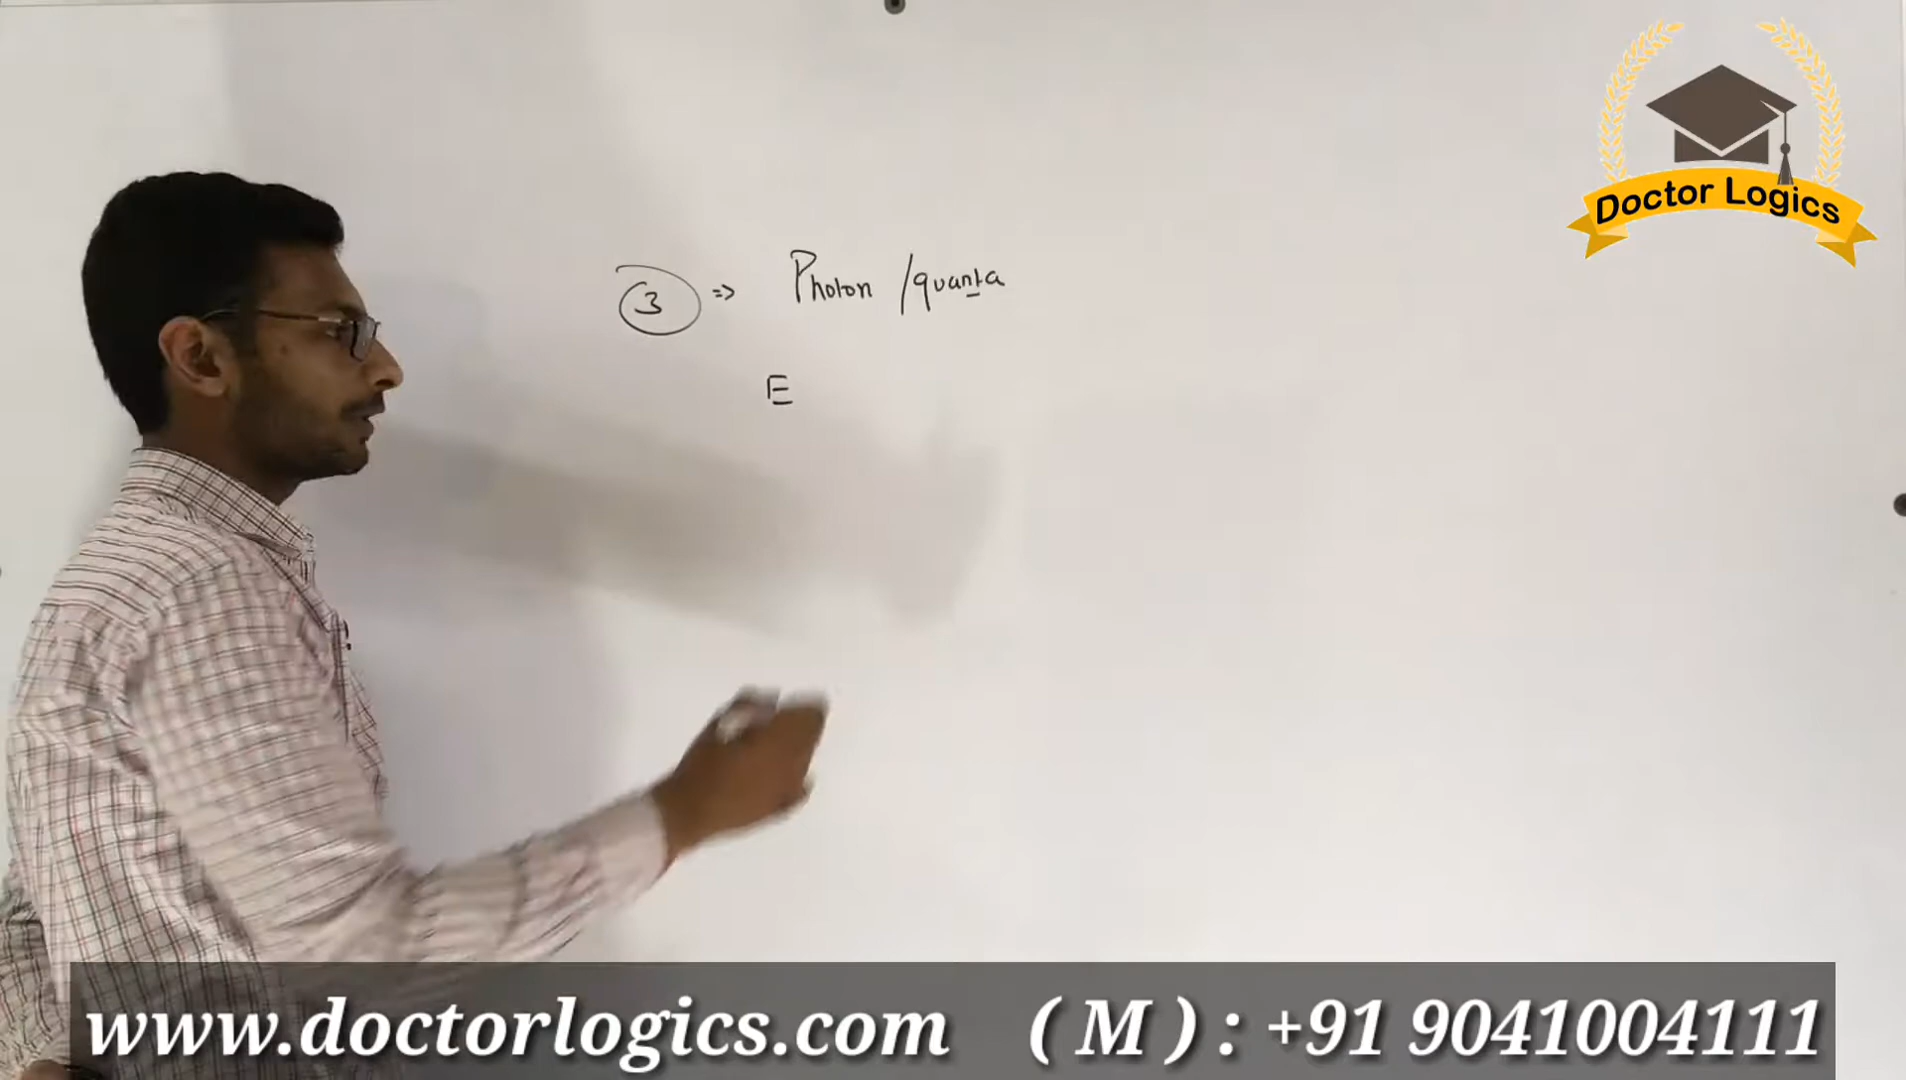 Doctor Logics
3 => Photon /quanta
E
www.doctorlogics.com ( M ) : +91 9041004111